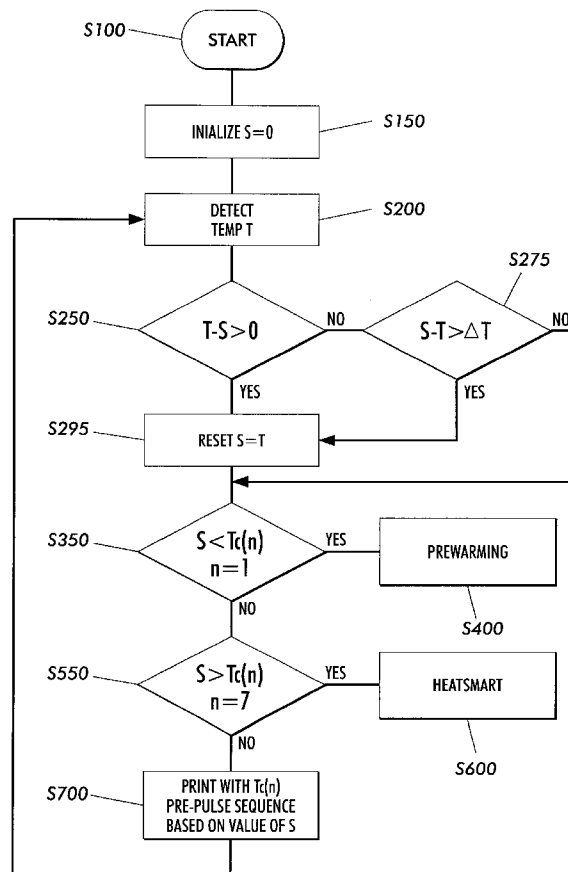 S100
START
INIALIZE S=0
S150
DETECT
TEMP T
S200
S275
S250
T-S>0
NO
S-T>△T
NO
YES
YES
S295
RESET S=T
S350
S<Tc(n)
n=1
YES
PREWARMING
NO
S400
S550
S>Tc(n)
n=7
YES
HEATSMART
NO
S600
S700
PRINT WITH Tc(n)
PRE-PULSE SEQUENCE
BASED ON VALUE OF S